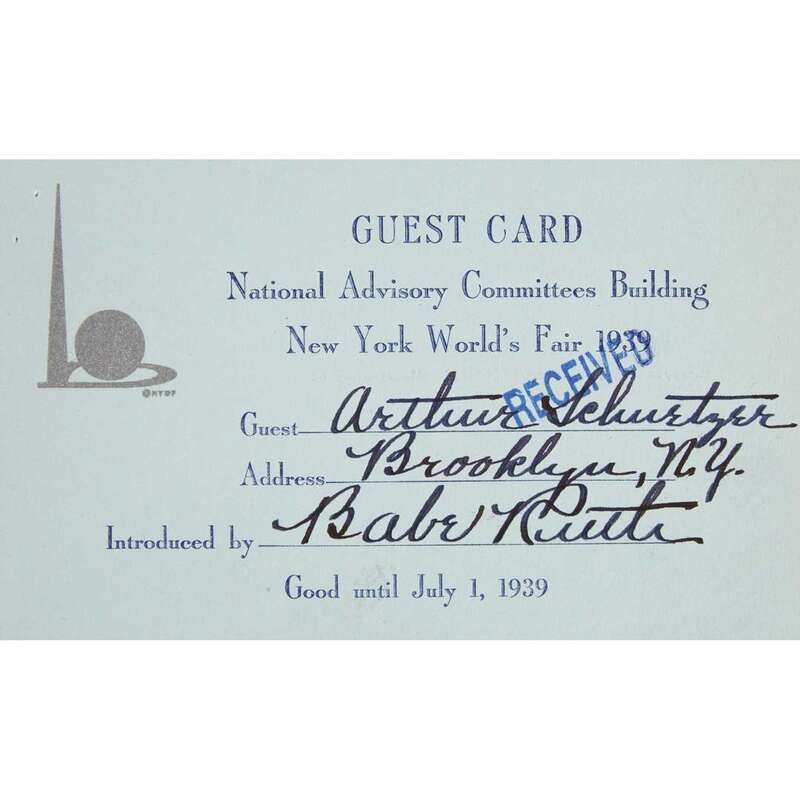 GUEST CARD
National Advisory Committees Building
New York World's Fair 1939
RECEIVED
©NYWF
Guest Arthur Schurtzer
Address Brooklyn, N.Y.
Introduced by Babe Ruth
Good until July 1, 1939